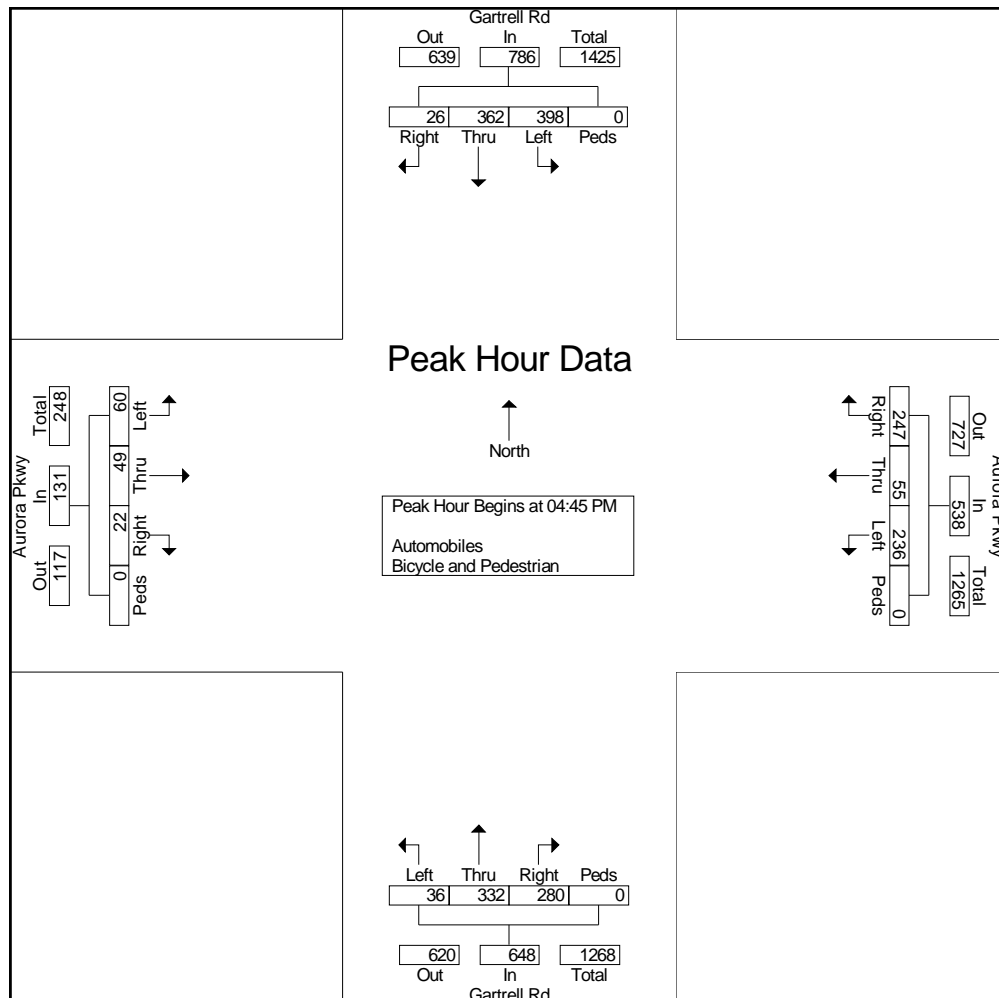 Gartrell Rd
Out In Total
639 786 1425
26 362 398 0
Right Thru Left Peds
Peak Hour Data
North
Peak Hour Begins at 04:45 PM
Automobiles
Bicycle and Pedestrian
Aurora Pkwy
Out In Total
117 131 248
60 49 22 0
Left Thru Right Peds
Aurora Pkwy
Out In Total
727 538 1265
247 55 236 0
Right Thru Left Peds
Left Thru Right Peds
36 332 280 0
620 648 1268
Out In Total
Gartrell Rd